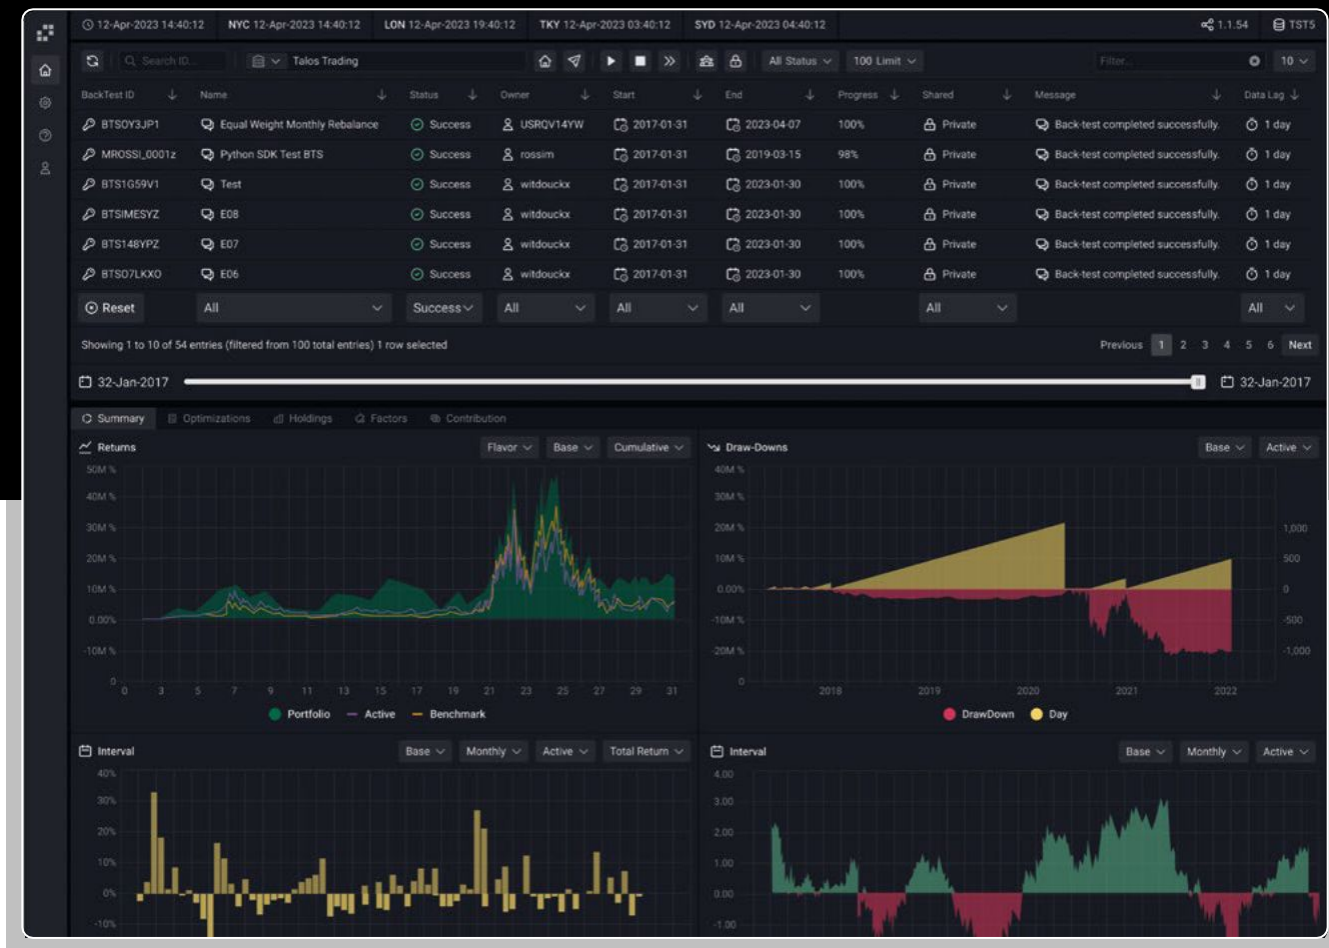 12-Apr-2023 14:40:12 NYC 12-Apr-2023 14:40:12 LON 12-Apr-2023 19:40:12 TKY 12-Apr-2023 03:40:12 SYD 12-Apr-2023 04:40:12 1.1.54 TST5
Search ID... Talos Trading All Status 100 Limit Filter... 10
BackTest ID Name Status Owner Start End Progress Shared Message Data Lag
BTSOY3JP1 Equal Weight Monthly Rebalance Success USRQV14YW 2017-01-31 2023-04-07 100% Private Back-test completed successfully. 1 day
MROSSI_0001z Python SDK Test BTS Success rossim 2017-01-31 2019-03-15 98% Private Back-test completed successfully. 1 day
BTS1G59V1 Test Success witdouckx 2017-01-31 2023-01-30 100% Private Back-test completed successfully. 1 day
BTSIMESYZ E08 Success witdouckx 2017-01-31 2023-01-30 100% Private Back-test completed successfully. 1 day
BTS148YPZ E07 Success witdouckx 2017-01-31 2023-01-30 100% Private Back-test completed successfully. 1 day
BTSO7LKXO E06 Success witdouckx 2017-01-31 2023-01-30 100% Private Back-test completed successfully. 1 day
Reset All Success All All All All All
Showing 1 to 10 of 54 entries (filtered from 100 total entries) 1 row selected Previous 1 2 3 4 5 6 Next
32-Jan-2017 32-Jan-2017
Summary Optimizations Holdings Factors Contribution
Returns Flavor Base Cumulative
50M %
40M %
30M %
20M %
10M %
0.00%
-10M %
0
0 3 5 7 9 11 13 15 17 19 21 23 25 27 29 31
Portfolio Active Benchmark
Draw-Downs Base Active
40M %
30M %
20M % 1,000
10M % 500
0.00% 0
-10M % -500
-20M % -1,000
0
2018 2019 2020 2021 2022
DrawDown Day
Interval Base Monthly Active Total Return
40%
30%
20%
10%
0%
-10%
Interval Base Monthly Active
4.00
3.00
2.00
1.00
0.00
-1.00